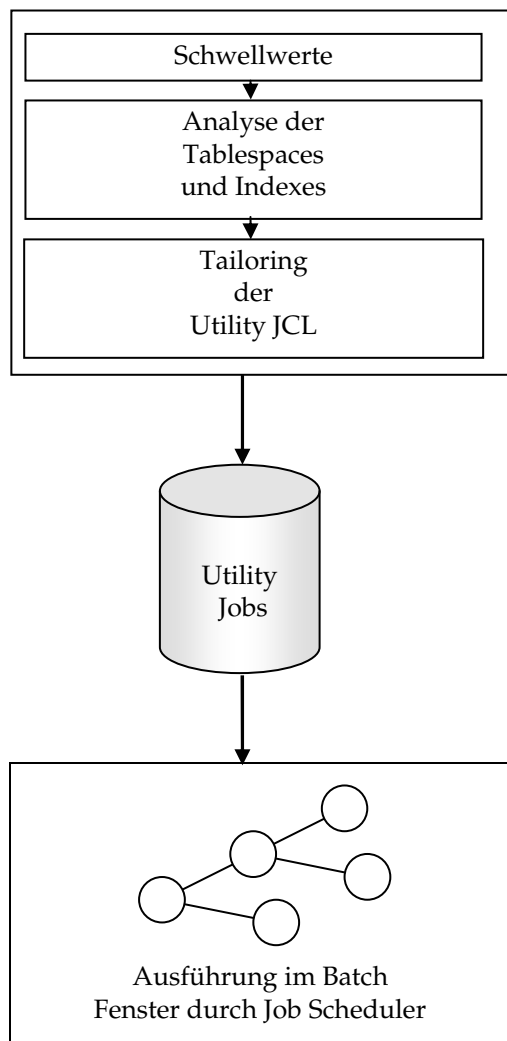 Schwellwerte
Analyse der
Tablespaces
und Indexes
Tailoring
der
Utility JCL
Utility
Jobs
Ausführung im Batch
Fenster durch Job Scheduler